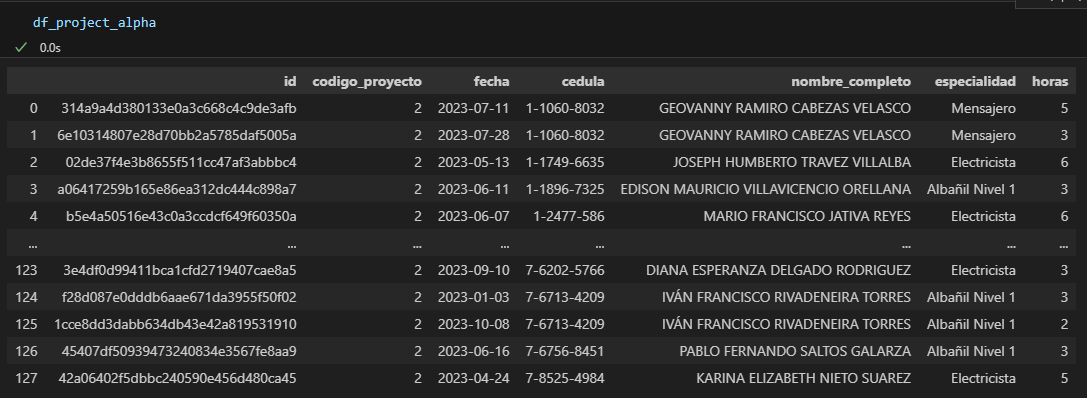 df_project_alpha
0.0s
id codigo_proyecto fecha cedula nombre_completo especialidad horas
0 314a9a4d380133e0a3c668c4c9de3afb 2 2023-07-11 1-1060-8032 GEOVANNY RAMIRO CABEZAS VELASCO Mensajero 5
1 6e10314807e28d70bb2a5785daf5005a 2 2023-07-28 1-1060-8032 GEOVANNY RAMIRO CABEZAS VELASCO Mensajero 3
2 02de37f4e3b8655f511cc47af3abbbc4 2 2023-05-13 1-1749-6635 JOSEPH HUMBERTO TRAVEZ VILLALBA Electricista 6
3 a06417259b165e86ea312dc444c898a7 2 2023-06-11 1-1896-7325 EDISON MAURICIO VILLAVICENCIO ORELLANA Albañil Nivel 1 3
4 b5e4a50516e43c0a3ccdcf649f60350a 2 2023-06-07 1-2477-586 MARIO FRANCISCO JATIVA REYES Electricista 6
... ... ... ... ... ... ... ...
123 3e4df0d99411bca1cfd2719407cae8a5 2 2023-09-10 7-6202-5766 DIANA ESPERANZA DELGADO RODRIGUEZ Electricista 3
124 f28d087e0dddb6aae671da3955f50f02 2 2023-01-03 7-6713-4209 IVÁN FRANCISCO RIVADENEIRA TORRES Albañil Nivel 1 3
125 1cce8dd3dabb634db43e42a819531910 2 2023-10-08 7-6713-4209 IVÁN FRANCISCO RIVADENEIRA TORRES Albañil Nivel 1 2
126 45407df50939473240834e3567fe8aa9 2 2023-06-16 7-6756-8451 PABLO FERNANDO SALTOS GALARZA Albañil Nivel 1 3
127 42a06402f5dbbc240590e456d480ca45 2 2023-04-24 7-8525-4984 KARINA ELIZABETH NIETO SUAREZ Electricista 5